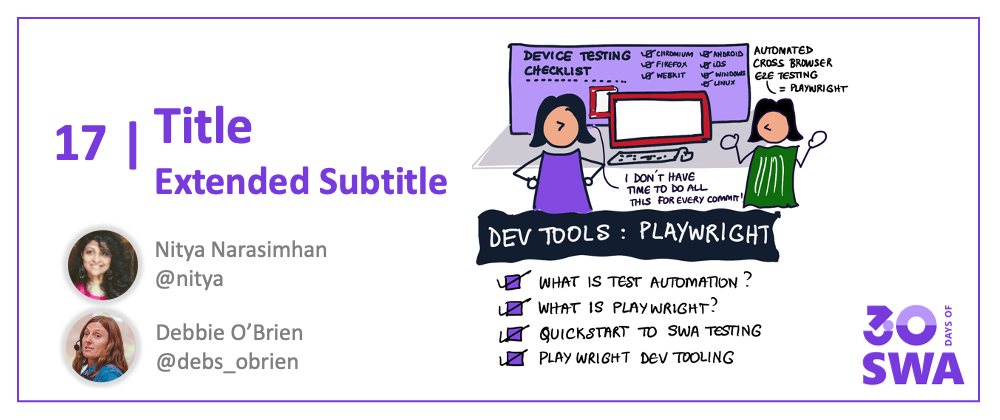 17 |
Title
Extended Subtitle
Nitya Narasimhan
@nitya
Debbie O’Brien
@debs_obrien
DEVICE TESTING
CHECKLIST
CHROMIUM
FIREFOX
WEBKIT
ANDROID
iOS
WINDOWS
LINUX
AUTOMATED
CROSS BROWSER
E2E TESTING
= PLAYWRIGHT
I DON'T HAVE
TIME TO DO ALL
THIS FOR EVERY COMMIT!
DEV TOOLS : PLAYWRIGHT
WHAT IS TEST AUTOMATION?
WHAT IS PLAYWRIGHT?
QUICKSTART TO SWA TESTING
PLAYWRIGHT DEV TOOLING
30
DAYS OF
SWA